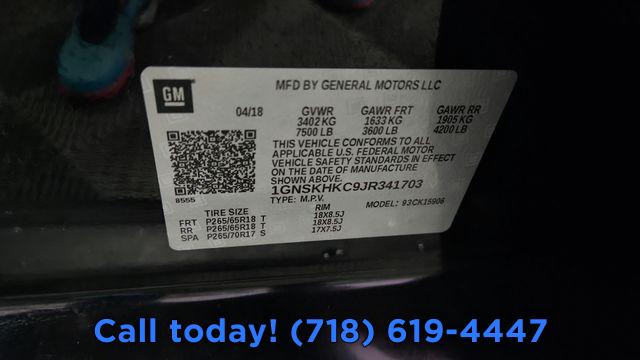 GM
MFD BY GENERAL MOTORS LLC
04/18 GVWR GAWR FRT GAWR RR
3402 KG 1633 KG 1905 KG
7500 LB 3600 LB 4200 LB
THIS VEHICLE CONFORMS TO ALL
APPLICABLE U.S. FEDERAL MOTOR
VEHICLE SAFETY STANDARDS IN EFFECT
ON THE DATE OF MANUFACTURE
SHOWN ABOVE.
8555 1GNSKHKC9JR341703
TYPE: M.P.V. MODEL: 93CK15906
TIRE SIZE RIM
FRT P265/65R18 T 18X8.5J
RR P265/65R18 T 18X8.5J
SPA P265/70R17 S 17X7.5J
Call today! (718) 619-4447